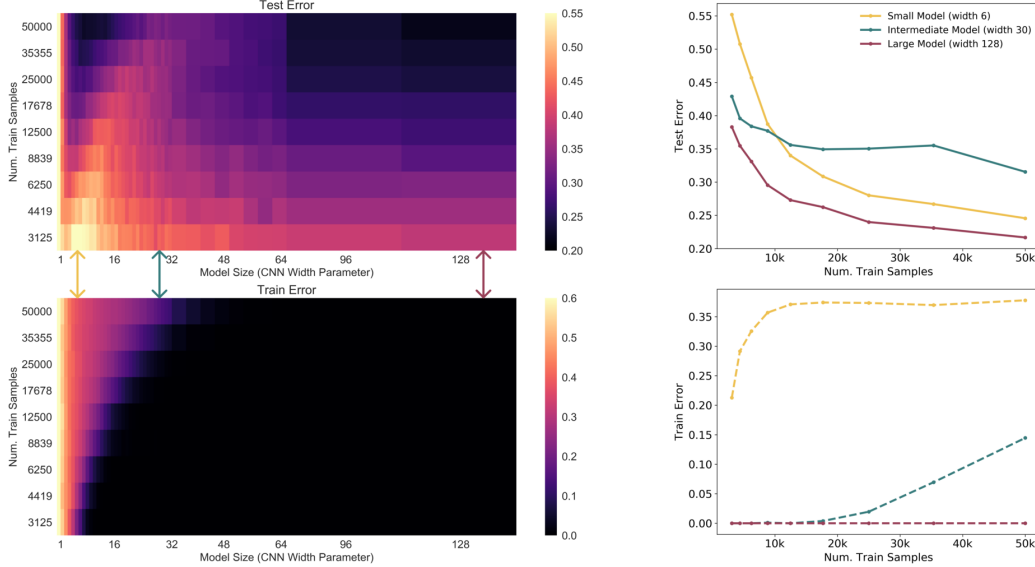 Test Error
50000
35355
25000
17678
12500
8839
6250
4419
3125
Num. Train Samples
1 16 32 48 64 96 128
Model Size (CNN Width Parameter)
0.55
0.50
0.45
0.40
0.35
0.30
0.25
0.20
Train Error
50000
35355
25000
17678
12500
8839
6250
4419
3125
Num. Train Samples
1 16 32 48 64 96 128
Model Size (CNN Width Parameter)
0.6
0.5
0.4
0.3
0.2
0.1
0.0
Small Model (width 6)
Intermediate Model (width 30)
Large Model (width 128)
0.55
0.50
0.45
0.40
0.35
0.30
0.25
0.20
Test Error
10k 20k 30k 40k 50k
Num. Train Samples
0.35
0.30
0.25
0.20
0.15
0.10
0.05
0.00
Train Error
10k 20k 30k 40k 50k
Num. Train Samples